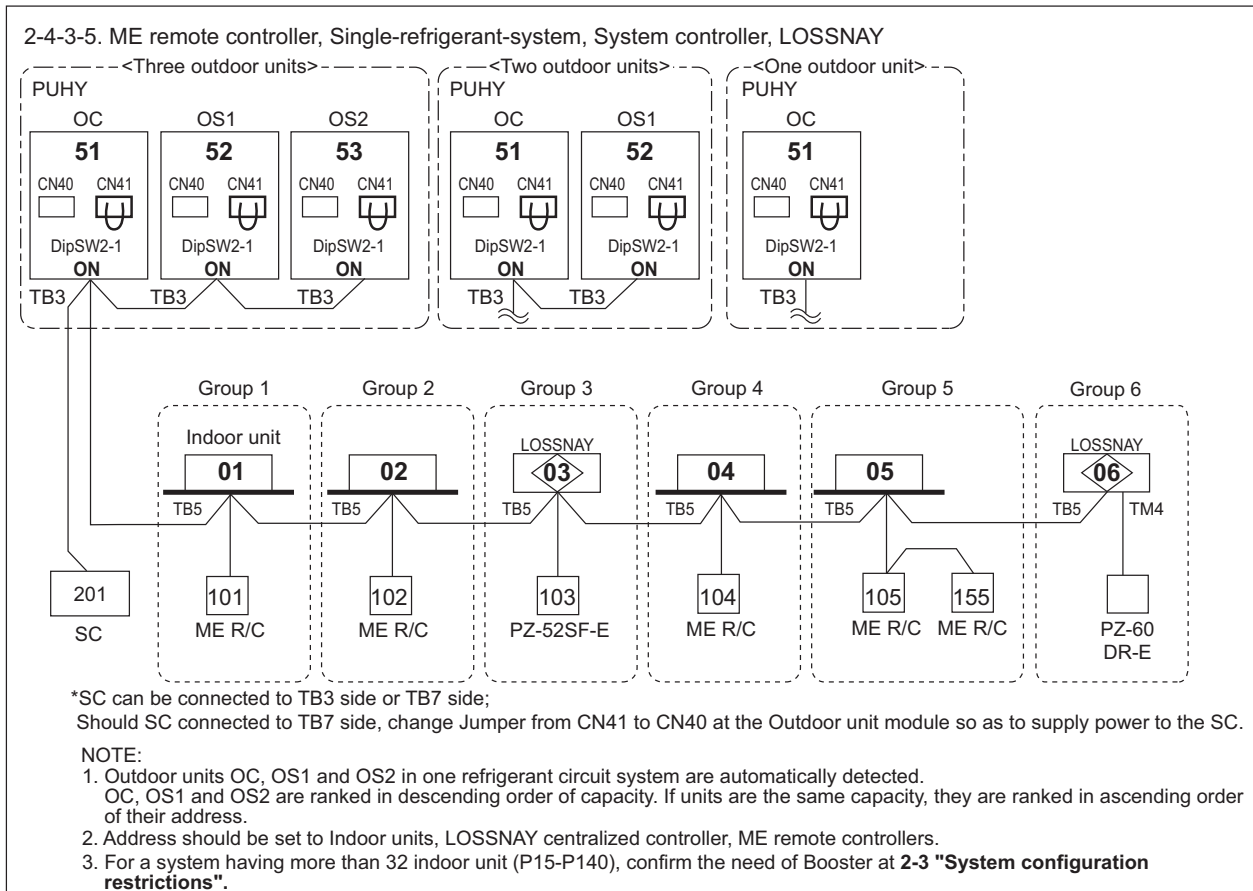 2-4-3-5. ME remote controller, Single-refrigerant-system, System controller, LOSSNAY
<Three outdoor units>
<Two outdoor units>
<One outdoor unit>
PUHY
PUHY
PUHY
OC
OS1
OS2
OC
OS1
OC
51
52
53
51
52
51
CN40
CN41
CN40
CN41
CN40
CN41
CN40
CN41
CN40
CN41
CN40
CN41
DipSW2-1
DipSW2-1
DipSW2-1
DipSW2-1
DipSW2-1
DipSW2-1
ON
ON
ON
ON
ON
ON
TB3
TB3
TB3
TB3
TB3
TB3
Group 1
Group 2
Group 3
Group 4
Group 5
Group 6
Indoor unit
LOSSNAY
LOSSNAY
01
02
03
04
05
06
TB5
TB5
TB5
TB5
TB5
TB5
TM4
201
101
102
103
104
105
155
SC
ME R/C
ME R/C
PZ-52SF-E
ME R/C
ME R/C
ME R/C
PZ-60
DR-E
*SC can be connected to TB3 side or TB7 side;
Should SC connected to TB7 side, change Jumper from CN41 to CN40 at the Outdoor unit module so as to supply power to the SC.
NOTE:
1. Outdoor units OC, OS1 and OS2 in one refrigerant circuit system are automatically detected.
OC, OS1 and OS2 are ranked in descending order of capacity. If units are the same capacity, they are ranked in ascending order
of their address.
2. Address should be set to Indoor units, LOSSNAY centralized controller, ME remote controllers.
3. For a system having more than 32 indoor unit (P15-P140), confirm the need of Booster at 2-3 "System configuration
restrictions".